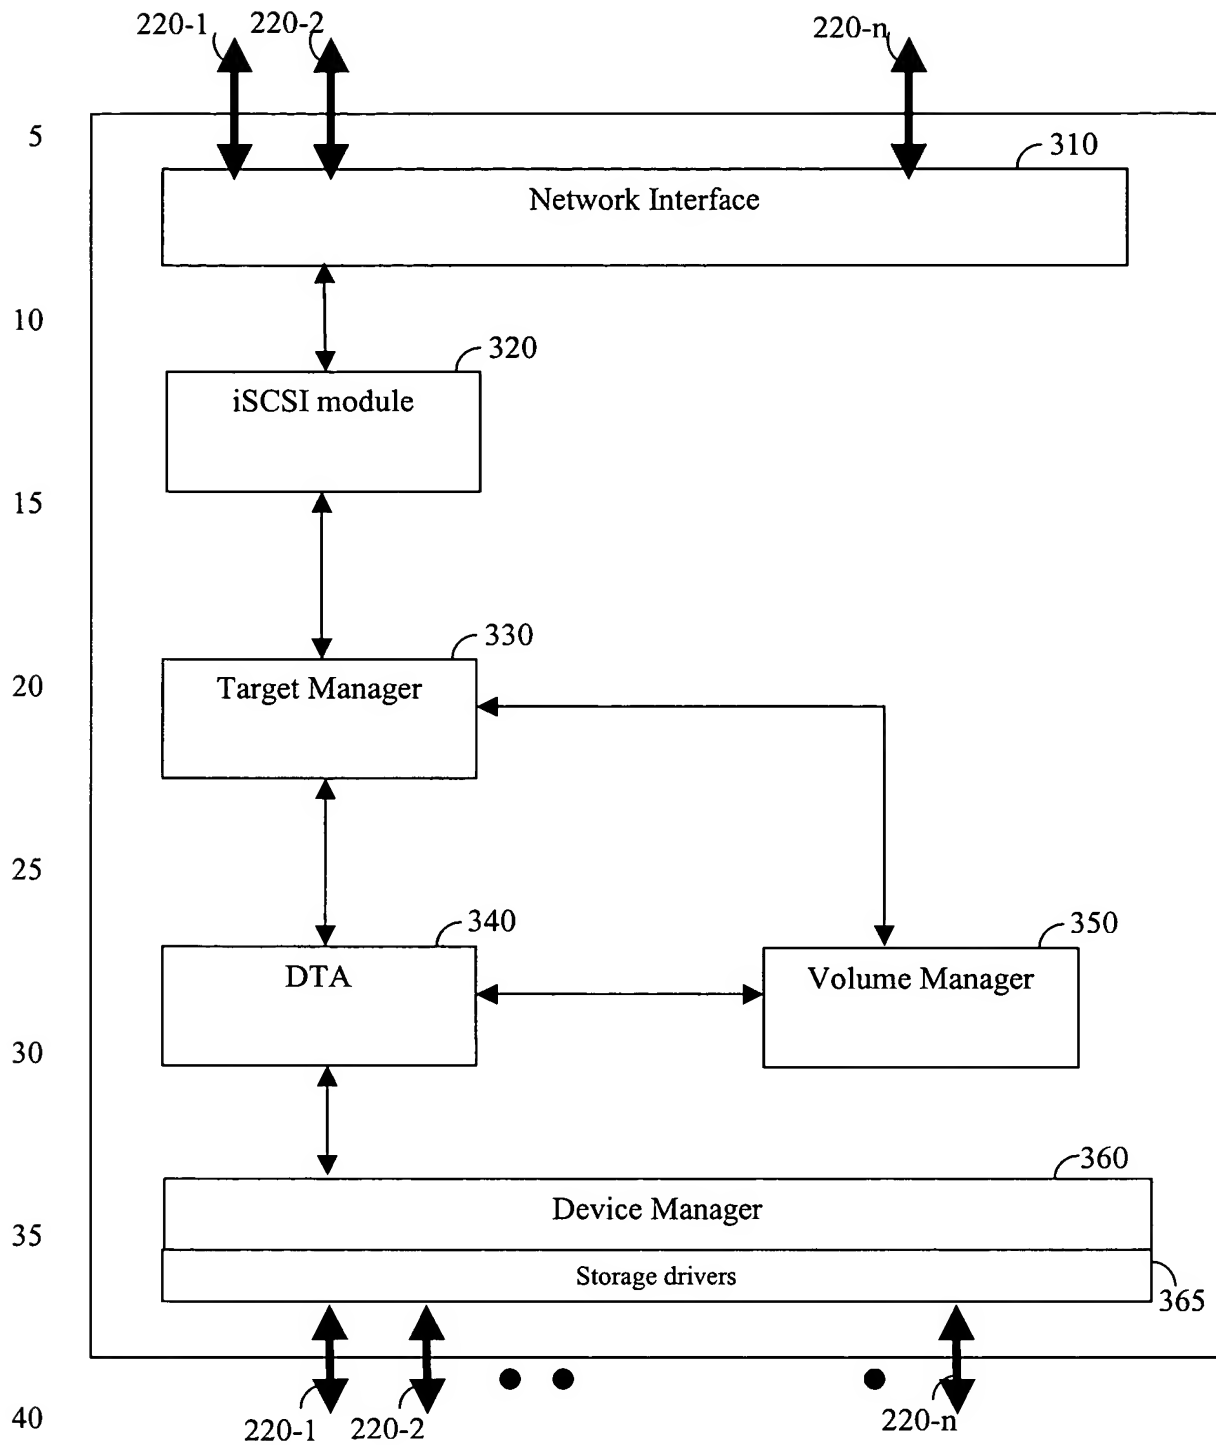 220-1 220-2 220-n
5
310
Network Interface
10
320
iSCSI module
15
330
20
Target Manager
25
340
350
DTA
Volume Manager
30
360
Device Manager
35
Storage drivers
365
220-1 220-2 220-n
40